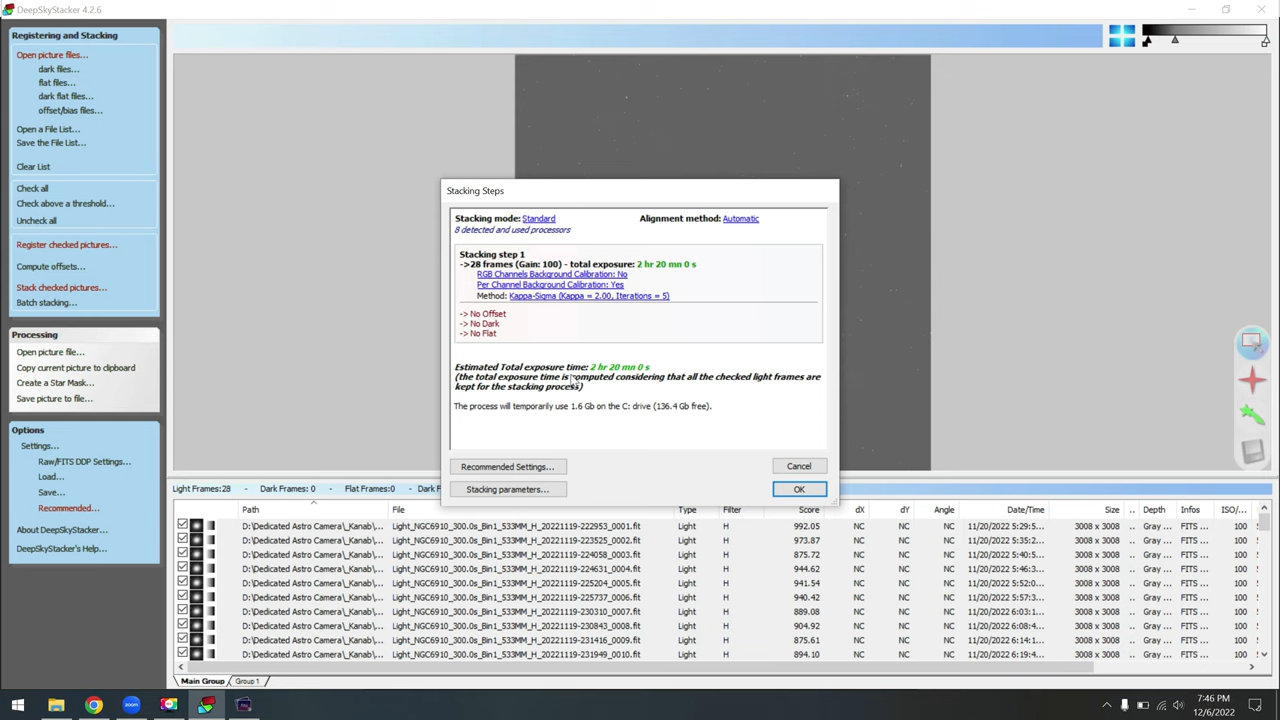 DeepSkyStacker 4.2.6
Registering and Stacking
Open picture files...
dark files...
flat files...
dark flat files...
offset/bias files...
Open a File List...
Save the File List...
Clear List
Check all
Check above a threshold...
Uncheck all
Register checked pictures...
Compute offsets...
Stack checked pictures...
Batch stacking...
Processing
Open picture file...
Copy current picture to clipboard
Create a Star Mask...
Save picture to file...
Options
Settings...
Raw/FITS DDP Settings...
Load...
Save...
Recommended...
About DeepSkyStacker...
DeepSkyStacker's Help...
Stacking Steps
Stacking mode: Standard Alignment method: Automatic
8 detected and used processors
Stacking step 1
->28 frames (Gain: 100) - total exposure: 2 hr 20 mn 0 s
RGB Channels Background Calibration: No
Per Channel Background Calibration: Yes
Method: Kappa-Sigma (Kappa = 2.00, Iterations = 5)
-> No Offset
-> No Dark
-> No Flat
Estimated Total exposure time: 2 hr 20 mn 0 s
(the total exposure time is computed considering that all the checked light frames are
kept for the stacking process)
The process will temporarily use 1.6 Gb on the C: drive (136.4 Gb free).
Recommended Settings... Cancel
Stacking parameters... OK
Light Frames:28 - Dark Frames: 0 - Flat Frames:0 - Dark F
Path File Type Filter Score dX dY Angle Date/Time Size .. Depth Infos ISO/...
D:\Dedicated Astro Camera\_Kanab\... Light_NGC6910_300.0s_Bin1_533MM_H_20221119-222953_0001.fit Light H 992.05 NC NC NC 11/20/2022 5:29:5... 3008 x 3008 .. Gray ... FITS ... 100
D:\Dedicated Astro Camera\_Kanab\... Light_NGC6910_300.0s_Bin1_533MM_H_20221119-223525_0002.fit Light H 973.87 NC NC NC 11/20/2022 5:35:2... 3008 x 3008 .. Gray ... FITS ... 100
D:\Dedicated Astro Camera\_Kanab\... Light_NGC6910_300.0s_Bin1_533MM_H_20221119-224058_0003.fit Light H 875.72 NC NC NC 11/20/2022 5:40:5... 3008 x 3008 .. Gray ... FITS ... 100
D:\Dedicated Astro Camera\_Kanab\... Light_NGC6910_300.0s_Bin1_533MM_H_20221119-224631_0004.fit Light H 944.62 NC NC NC 11/20/2022 5:46:3... 3008 x 3008 .. Gray ... FITS ... 100
D:\Dedicated Astro Camera\_Kanab\... Light_NGC6910_300.0s_Bin1_533MM_H_20221119-225204_0005.fit Light H 941.54 NC NC NC 11/20/2022 5:52:0... 3008 x 3008 .. Gray ... FITS ... 100
D:\Dedicated Astro Camera\_Kanab\... Light_NGC6910_300.0s_Bin1_533MM_H_20221119-225737_0006.fit Light H 940.42 NC NC NC 11/20/2022 5:57:3... 3008 x 3008 .. Gray ... FITS ... 100
D:\Dedicated Astro Camera\_Kanab\... Light_NGC6910_300.0s_Bin1_533MM_H_20221119-230310_0007.fit Light H 889.08 NC NC NC 11/20/2022 6:03:1... 3008 x 3008 .. Gray ... FITS ... 100
D:\Dedicated Astro Camera\_Kanab\... Light_NGC6910_300.0s_Bin1_533MM_H_20221119-230843_0008.fit Light H 904.92 NC NC NC 11/20/2022 6:08:4... 3008 x 3008 .. Gray ... FITS ... 100
D:\Dedicated Astro Camera\_Kanab\... Light_NGC6910_300.0s_Bin1_533MM_H_20221119-231416_0009.fit Light H 875.61 NC NC NC 11/20/2022 6:14:1... 3008 x 3008 .. Gray ... FITS ... 100
D:\Dedicated Astro Camera\_Kanab\... Light_NGC6910_300.0s_Bin1_533MM_H_20221119-231949_0010.fit Light H 894.10 NC NC NC 11/20/2022 6:19:4... 3008 x 3008 .. Gray ... FITS ... 100
Main Group Group 1
zoom
7:46 PM
12/6/2022